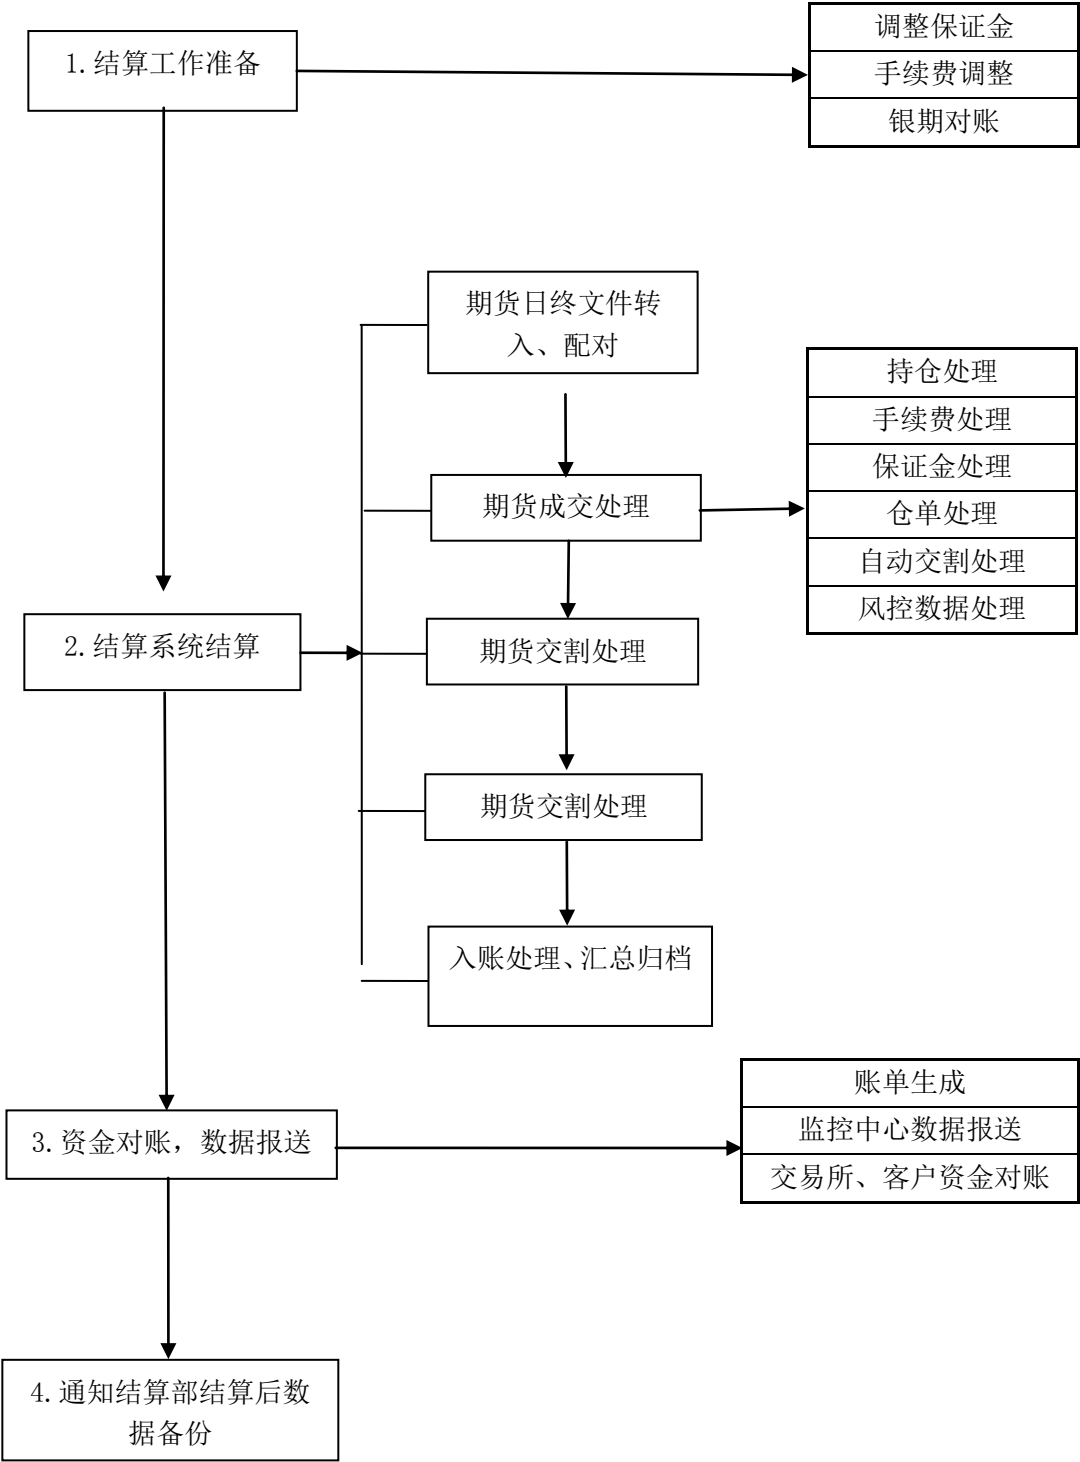 1.结算工作准备
调整保证金
手续费调整
银期对账
期货日终文件转
入、配对
期货成交处理
持仓处理
手续费处理
保证金处理
仓单处理
自动交割处理
风控数据处理
2.结算系统结算
期货交割处理
期货交割处理
入账处理、汇总归档
3.资金对账，数据报送
账单生成
监控中心数据报送
交易所、客户资金对账
4.通知结算部结算后数
据备份